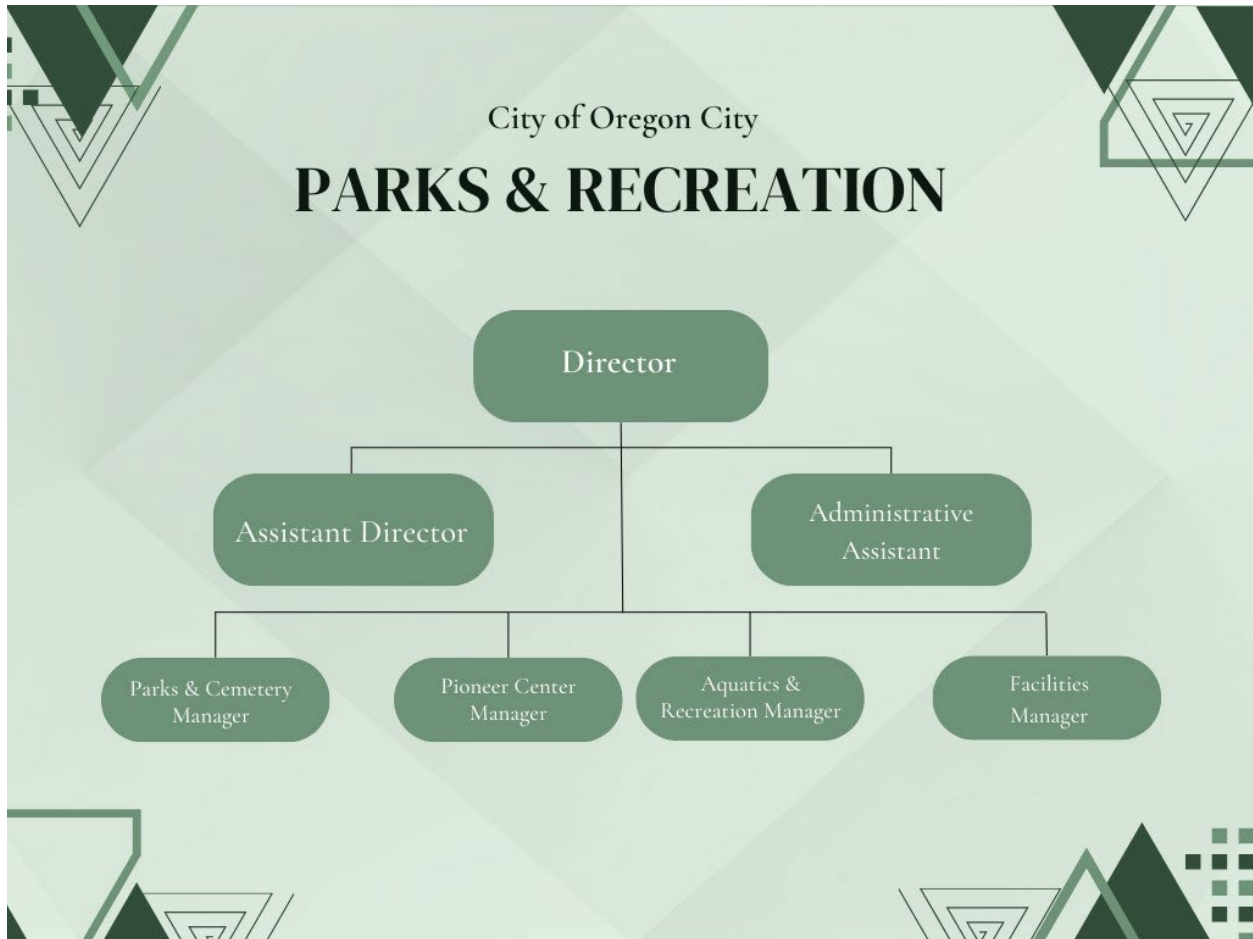 City of Oregon City
PARKS & RECREATION
Director
Assistant Director
Administrative
Assistant
Parks & Cemetery
Manager
Pioneer Center
Manager
Aquatics &
Recreation Manager
Facilities
Manager